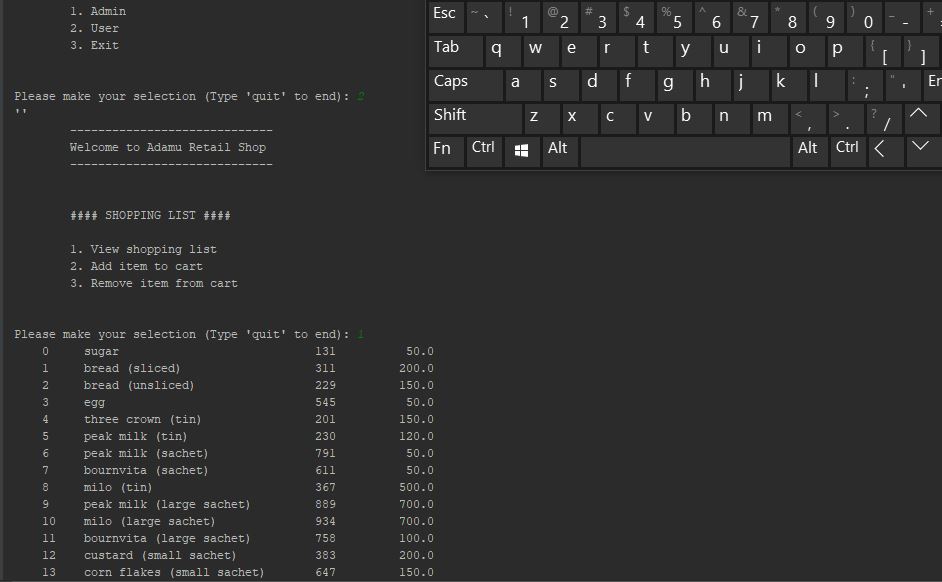 1. Admin
2. User
3. Exit
Please make your selection (Type 'quit' to end): 2
''
-----------------------------
Welcome to Adamu Retail Shop
-----------------------------
#### SHOPPING LIST ####
1. View shopping list
2. Add item to cart
3. Remove item from cart
Please make your selection (Type 'quit' to end): 1
0 sugar 131 50.0
1 bread (sliced) 311 200.0
2 bread (unsliced) 229 150.0
3 egg 545 50.0
4 three crown (tin) 201 150.0
5 peak milk (tin) 230 120.0
6 peak milk (sachet) 791 50.0
7 bournvita (sachet) 611 50.0
8 milo (tin) 367 500.0
9 peak milk (large sachet) 889 700.0
10 milo (large sachet) 934 700.0
11 bournvita (large sachet) 758 100.0
12 custard (small sachet) 383 200.0
13 corn flakes (small sachet) 647 150.0
Esc ~ ` ! 1 @ 2 # 3 $ 4 % 5 ^ 6 & 7 * 8 ( 9 ) 0 _ - +
Tab q w e r t y u i o p { [ } ]
Caps a s d f g h j k l : ; " ' En
Shift z x c v b n m < , > . ? /
Fn Ctrl Alt Alt Ctrl